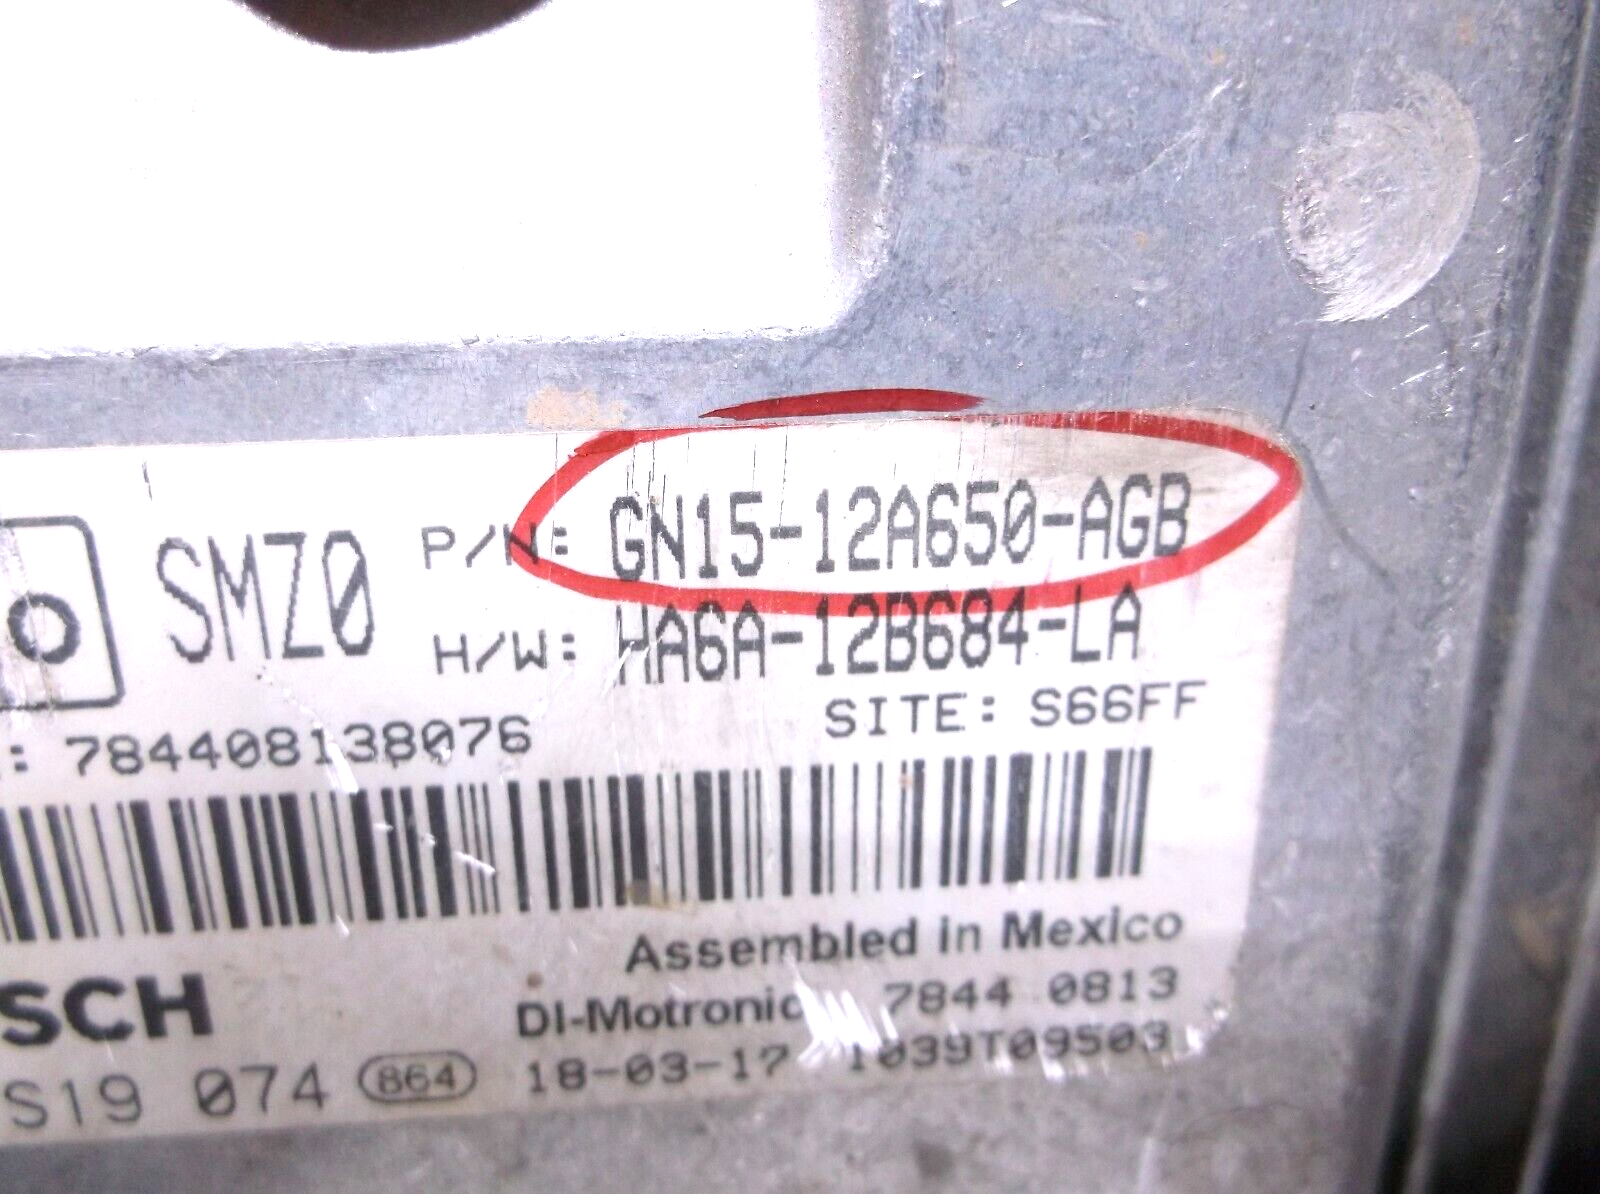 SMZ0 P/N: GN15-12A650-AGB
H/W: HA6A-12B684-LA
: 784408138076 SITE: S66FF
Assembled in Mexico
SCH DI-Motronic 7844 0813
S19 074 864 18-03-17 1039T09503